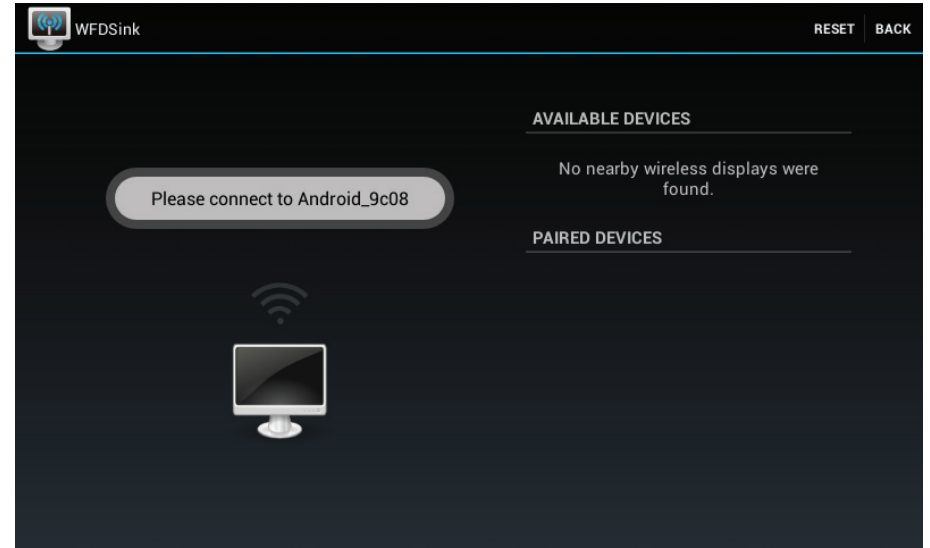 WFDSink
RESET
BACK
Please connect to Android_9c08
AVAILABLE DEVICES
No nearby wireless displays were
found.
PAIRED DEVICES